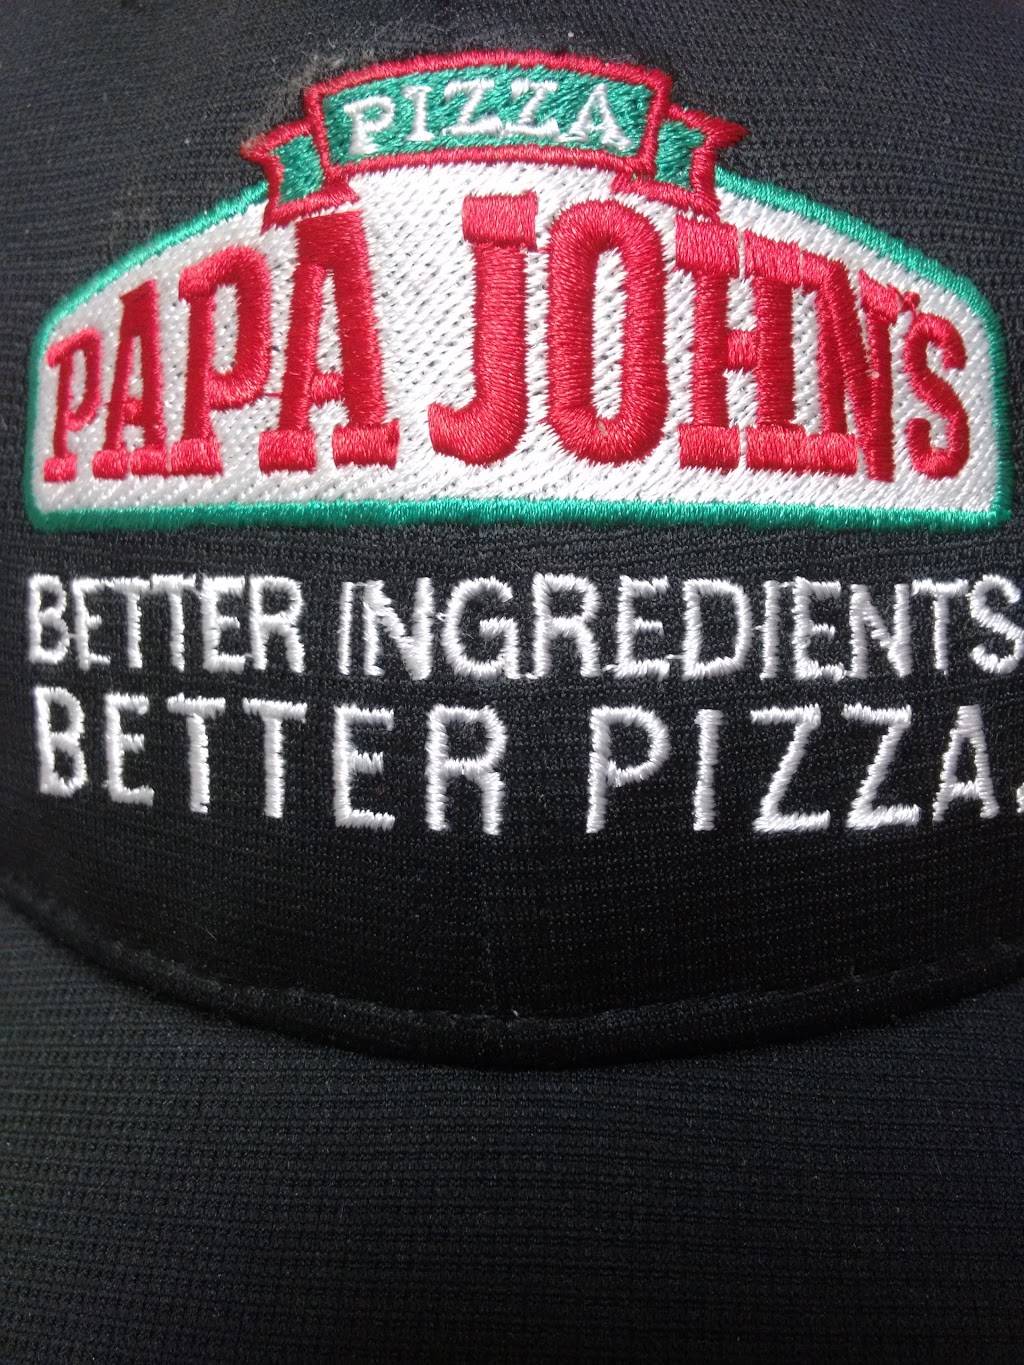 PIZZA
PAPA JOHN'S
BETTER INGREDIENTS
BETTER PIZZA.